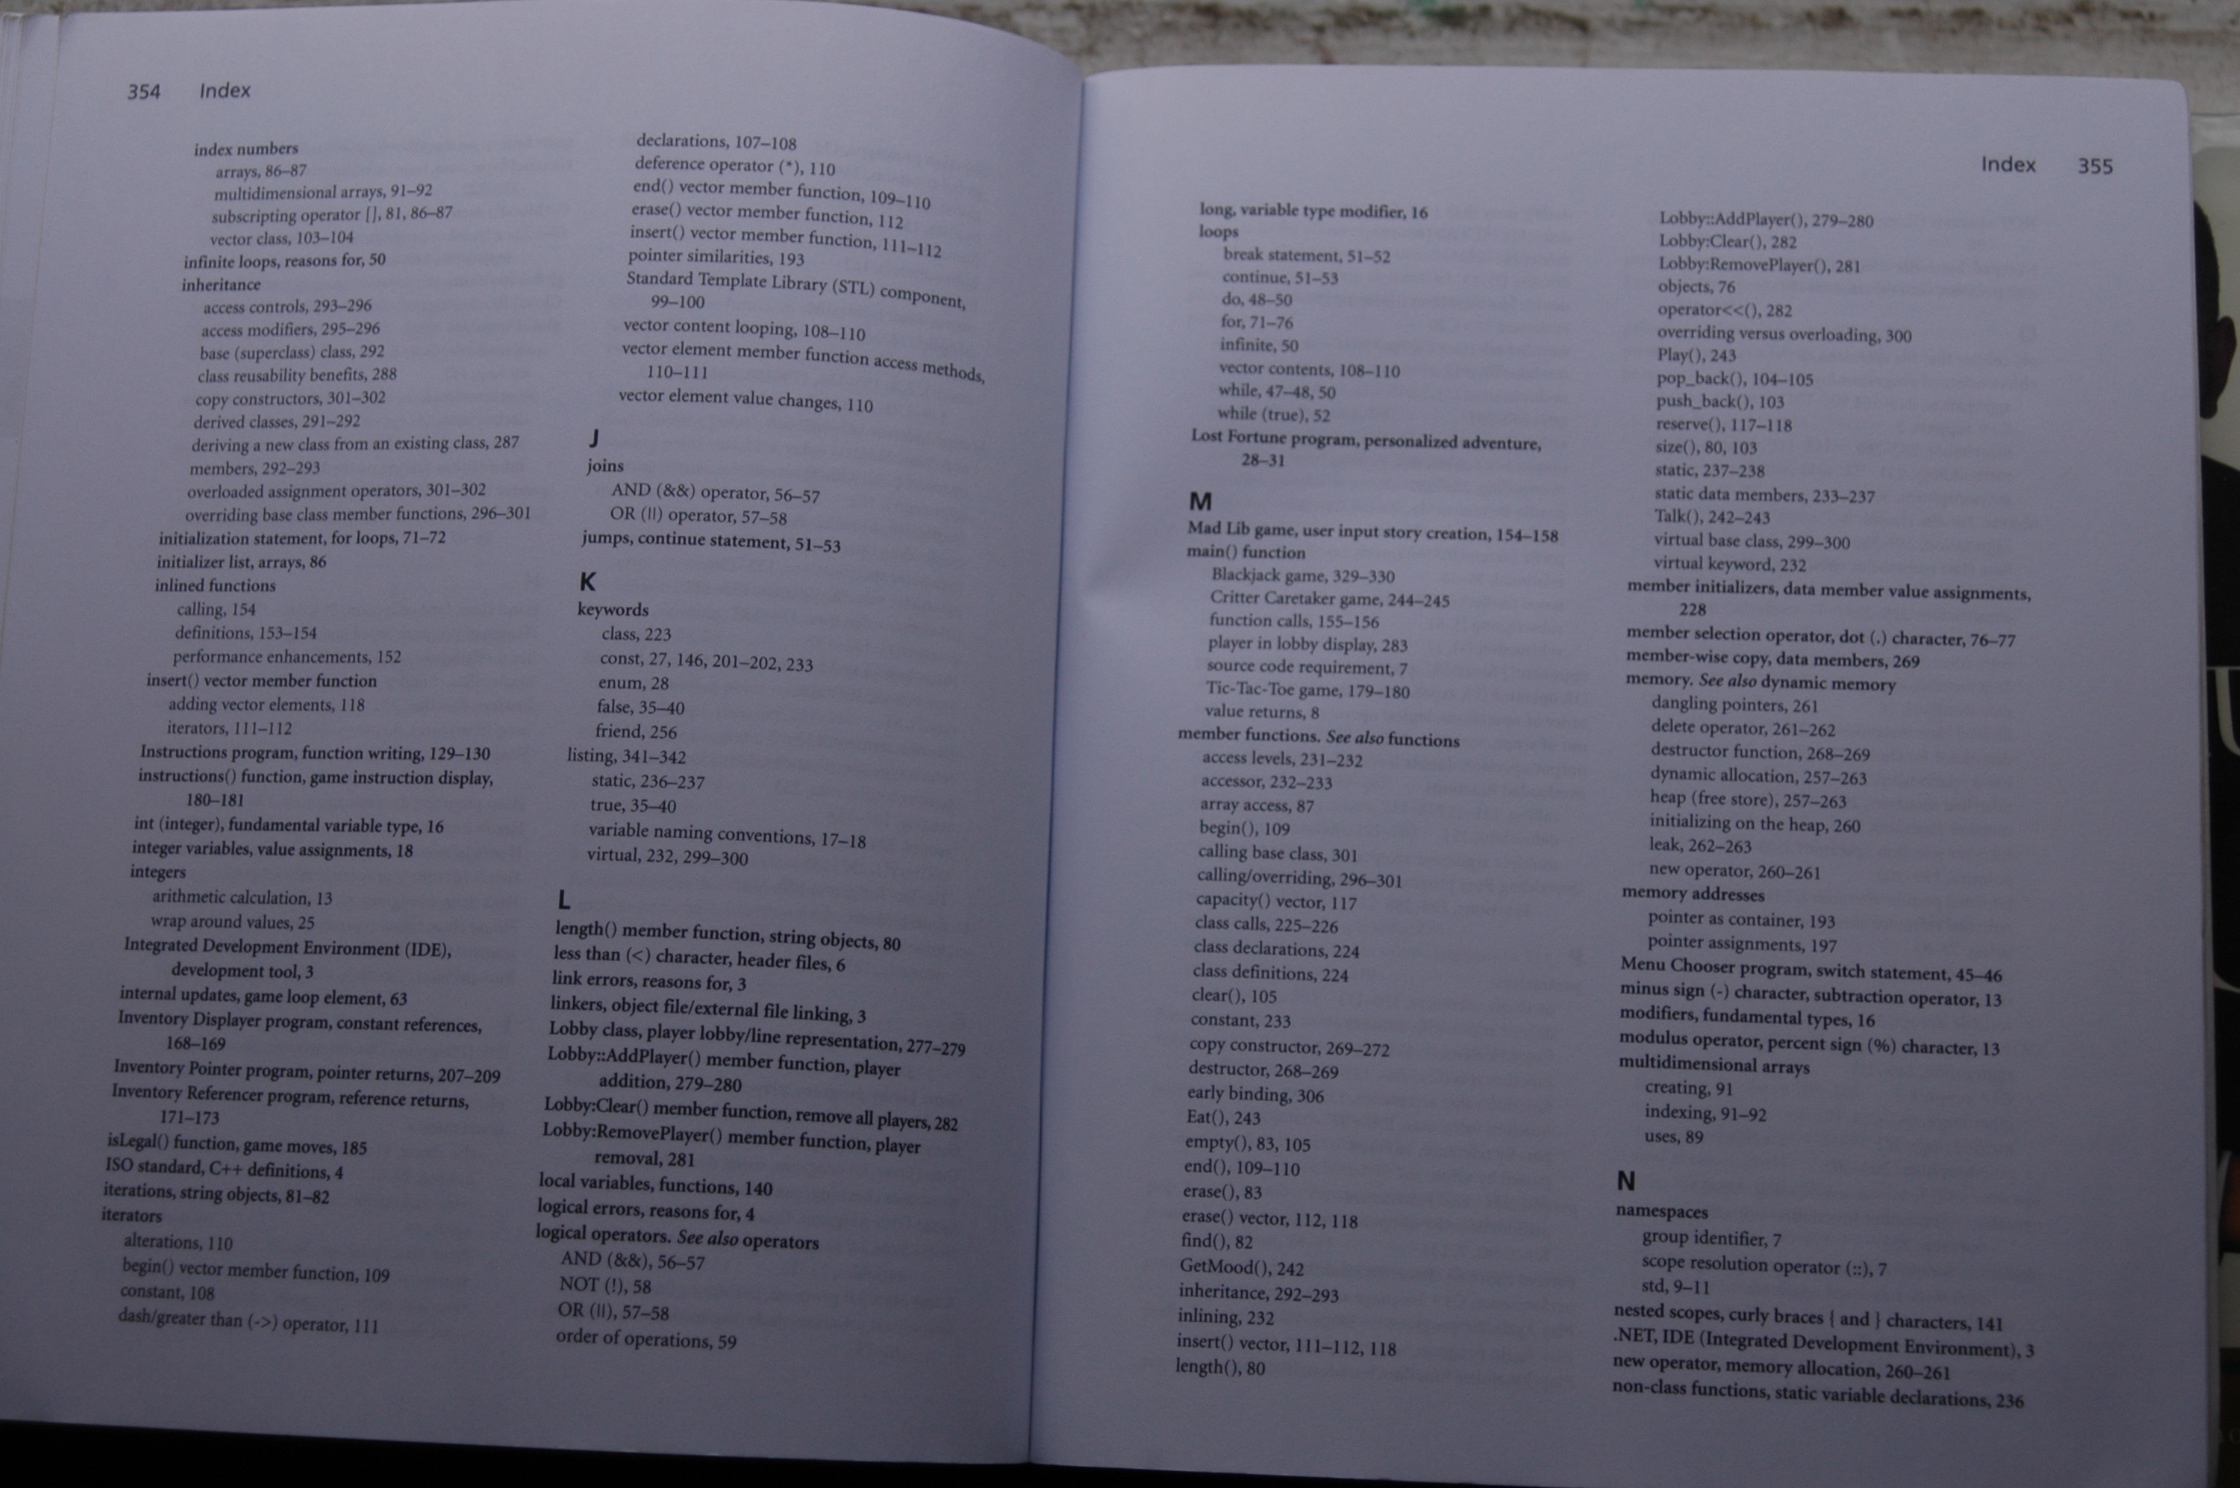 354 Index
index numbers
arrays, 86–87
multidimensional arrays, 91–92
subscripting operator [], 81, 86–87
vector class, 103–104
infinite loops, reasons for, 50
inheritance
access controls, 293–296
access modifiers, 295–296
base (superclass) class, 292
class reusability benefits, 288
copy constructors, 301–302
derived classes, 291–292
deriving a new class from an existing class, 287
members, 292–293
overloaded assignment operators, 301–302
overriding base class member functions, 296–301
initialization statement, for loops, 71–72
initializer list, arrays, 86
inlined functions
calling, 154
definitions, 153–154
performance enhancements, 152
insert() vector member function
adding vector elements, 118
iterators, 111–112
Instructions program, function writing, 129–130
instructions() function, game instruction display,
180–181
int (integer), fundamental variable type, 16
integer variables, value assignments, 18
integers
arithmetic calculation, 13
wrap around values, 25
Integrated Development Environment (IDE),
development tool, 3
internal updates, game loop element, 63
Inventory Displayer program, constant references,
168–169
Inventory Pointer program, pointer returns, 207–209
Inventory Referencer program, reference returns,
171–173
isLegal() function, game moves, 185
ISO standard, C++ definitions, 4
iterations, string objects, 81–82
iterators
alterations, 110
begin() vector member function, 109
constant, 108
dash/greater than (->) operator, 111
declarations, 107–108
deference operator (*), 110
end() vector member function, 109–110
erase() vector member function, 112
insert() vector member function, 111–112
pointer similarities, 193
Standard Template Library (STL) component,
99–100
vector content looping, 108–110
vector element member function access methods,
110–111
vector element value changes, 110
J
joins
AND (&&) operator, 56–57
OR (||) operator, 57–58
jumps, continue statement, 51–53
K
keywords
class, 223
const, 27, 146, 201–202, 233
enum, 28
false, 35–40
friend, 256
listing, 341–342
static, 236–237
true, 35–40
variable naming conventions, 17–18
virtual, 232, 299–300
L
length() member function, string objects, 80
less than (<) character, header files, 6
link errors, reasons for, 3
linkers, object file/external file linking, 3
Lobby class, player lobby/line representation, 277–279
Lobby::AddPlayer() member function, player
addition, 279–280
Lobby:Clear() member function, remove all players, 282
Lobby:RemovePlayer() member function, player
removal, 281
local variables, functions, 140
logical errors, reasons for, 4
logical operators. See also operators
AND (&&), 56–57
NOT (!), 58
OR (||), 57–58
order of operations, 59
Index 355
long, variable type modifier, 16
loops
break statement, 51–52
continue, 51–53
do, 48–50
for, 71–76
infinite, 50
vector contents, 108–110
while, 47–48, 50
while (true), 52
Lost Fortune program, personalized adventure,
28–31
M
Mad Lib game, user input story creation, 154–158
main() function
Blackjack game, 329–330
Critter Caretaker game, 244–245
function calls, 155–156
player in lobby display, 283
source code requirement, 7
Tic-Tac-Toe game, 179–180
value returns, 8
member functions. See also functions
access levels, 231–232
accessor, 232–233
array access, 87
begin(), 109
calling base class, 301
calling/overriding, 296–301
capacity() vector, 117
class calls, 225–226
class declarations, 224
class definitions, 224
clear(), 105
constant, 233
copy constructor, 269–272
destructor, 268–269
early binding, 306
Eat(), 243
empty(), 83, 105
end(), 109–110
erase(), 83
erase() vector, 112, 118
find(), 82
GetMood(), 242
inheritance, 292–293
inlining, 232
insert() vector, 111–112, 118
length(), 80
Lobby::AddPlayer(), 279–280
Lobby:Clear(), 282
Lobby:RemovePlayer(), 281
objects, 76
operator<<(), 282
overriding versus overloading, 300
Play(), 243
pop_back(), 104–105
push_back(), 103
reserve(), 117–118
size(), 80, 103
static, 237–238
static data members, 233–237
Talk(), 242–243
virtual base class, 299–300
virtual keyword, 232
member initializers, data member value assignments,
228
member selection operator, dot (.) character, 76–77
member-wise copy, data members, 269
memory. See also dynamic memory
dangling pointers, 261
delete operator, 261–262
destructor function, 268–269
dynamic allocation, 257–263
heap (free store), 257–263
initializing on the heap, 260
leak, 262–263
new operator, 260–261
memory addresses
pointer as container, 193
pointer assignments, 197
Menu Chooser program, switch statement, 45–46
minus sign (-) character, subtraction operator, 13
modifiers, fundamental types, 16
modulus operator, percent sign (%) character, 13
multidimensional arrays
creating, 91
indexing, 91–92
uses, 89
N
namespaces
group identifier, 7
scope resolution operator (::), 7
std, 9–11
nested scopes, curly braces { and } characters, 141
.NET, IDE (Integrated Development Environment), 3
new operator, memory allocation, 260–261
non-class functions, static variable declarations, 236